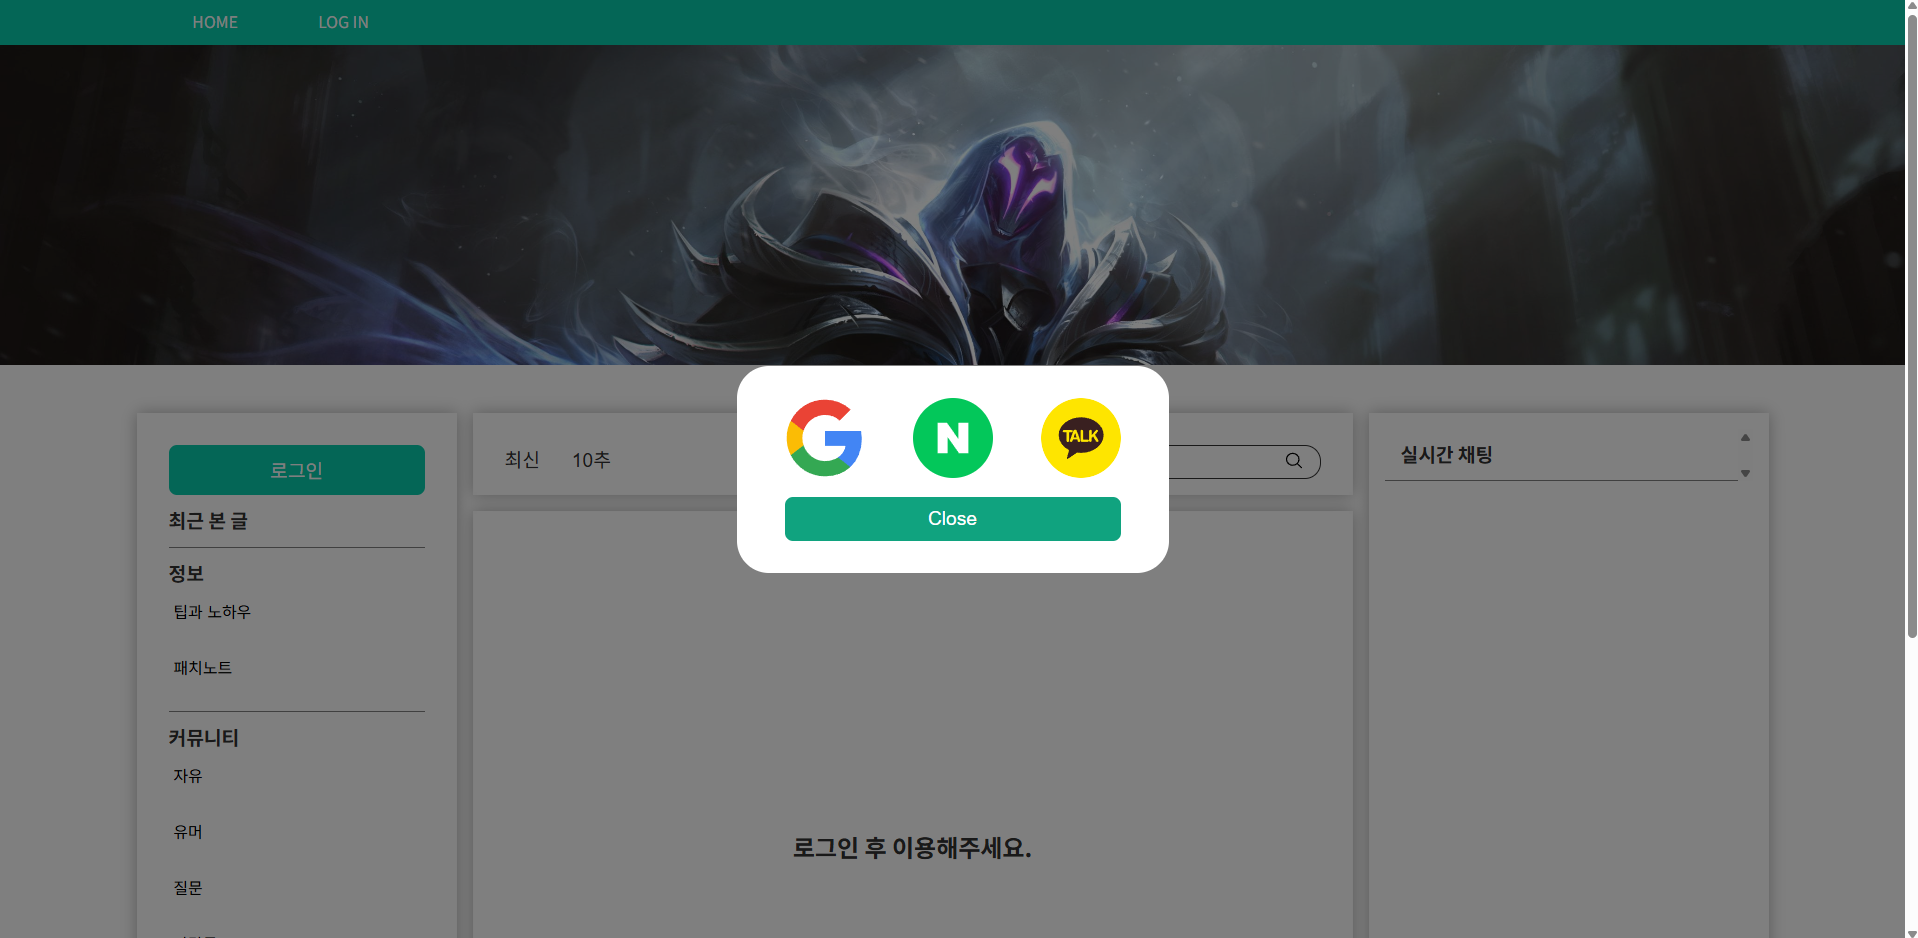 HOME LOG IN
N
TALK
Close
로그인
최근 본 글
정보
팁과 노하우
패치노트
커뮤니티
자유
유머
질문
최신 10추
로그인 후 이용해주세요.
실시간 채팅